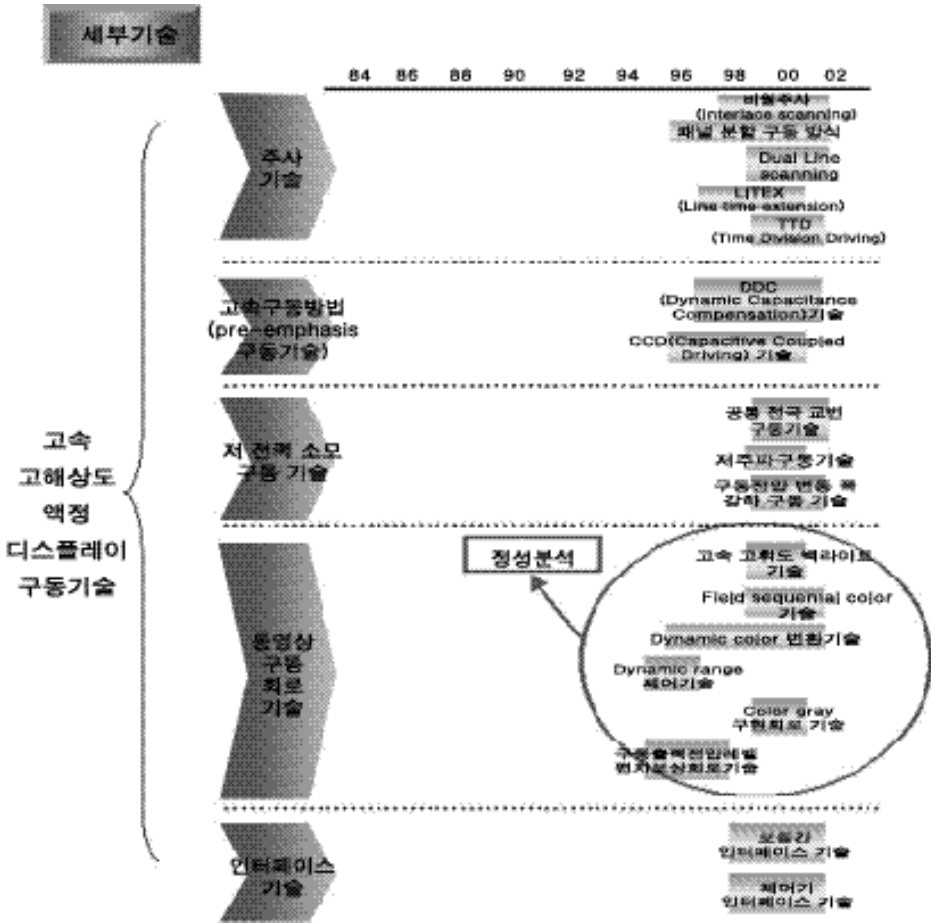 세부기술
84 86 88 90 92 94 96 98 00 02
고속
고해상도
액정
디스플레이
구동기술
주사
기술
비월주사
(Interlace scanning)
패널 분할 구동 방식
Dual Line
scanning
LITEX
(Line time extension)
TTD
(Time Division Driving)
고속구동방법
(pre-emphasis
구동기술)
DDC
(Dynamic Capacitance
Compensation)기술
CCD(Capacitive Coupled
Driving) 기술
저 전력 소모
구동 기술
공통 전극 교번
구동기술
저주파구동기술
구동전압 변동 폭
감착 구동 기술
동영상
구동
회로
기술
정성분석
고속 고휘도 백라이트
기술
Field sequential color
기술
Dynamic color 변환기술
Dynamic range
제어기술
Color gray
구현회로 기술
구동출력전압레벨
편차보상회로기술
인터페이스
기술
모듈간
인터페이스 기술
제어기
인터페이스 기술